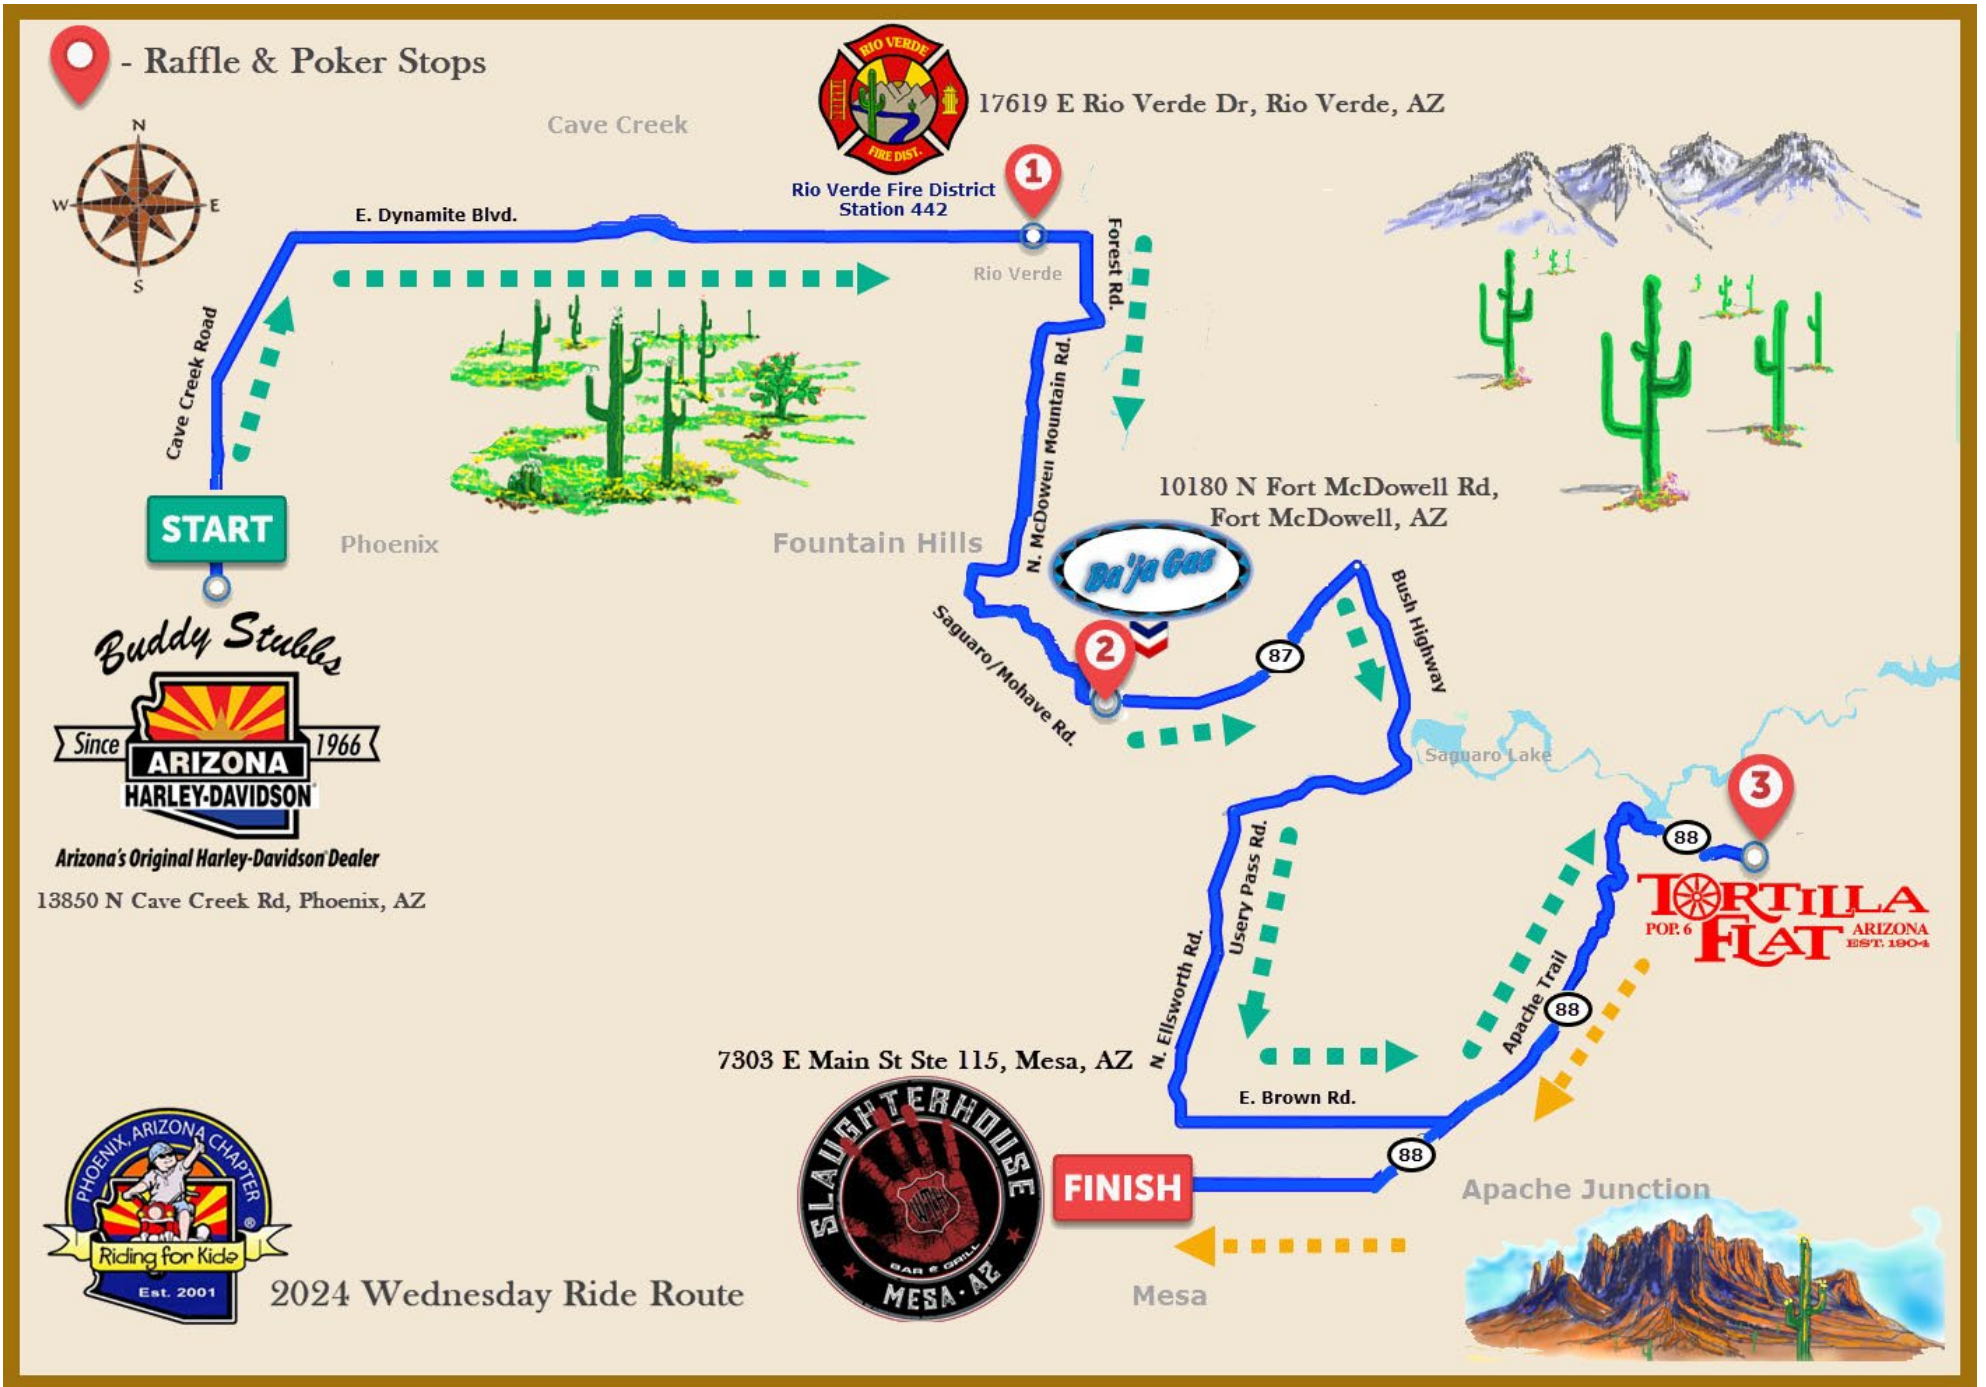 - Raffle & Poker Stops
N
W
E
S
Cave Creek
RIO VERDE
FIRE DIST.
Rio Verde Fire District
Station 442
17619 E Rio Verde Dr, Rio Verde, AZ
1
Rio Verde
E. Dynamite Blvd.
Cave Creek Road
Forest Rd.
N. McDowell Mountain Rd.
START
Phoenix
Fountain Hills
Buddy Stubbs
Since
1966
ARIZONA
HARLEY-DAVIDSON
Arizona's Original Harley-Davidson Dealer
13850 N Cave Creek Rd, Phoenix, AZ
10180 N Fort McDowell Rd,
Fort McDowell, AZ
Ba'ja Gas
2
Saguaro/Mohave Rd.
87
Bush Highway
Saguaro Lake
3
88
TORTILLA
FLAT
POP. 6
ARIZONA
EST. 1904
Usery Pass Rd.
N. Ellsworth Rd.
Apache Trail
88
E. Brown Rd.
88
7303 E Main St Ste 115, Mesa, AZ
SLAUGHTERHOUSE
BAR & GRILL
MESA · AZ
FINISH
Apache Junction
Mesa
PHOENIX, ARIZONA CHAPTER
®
Riding for Kids
Est. 2001
2024 Wednesday Ride Route